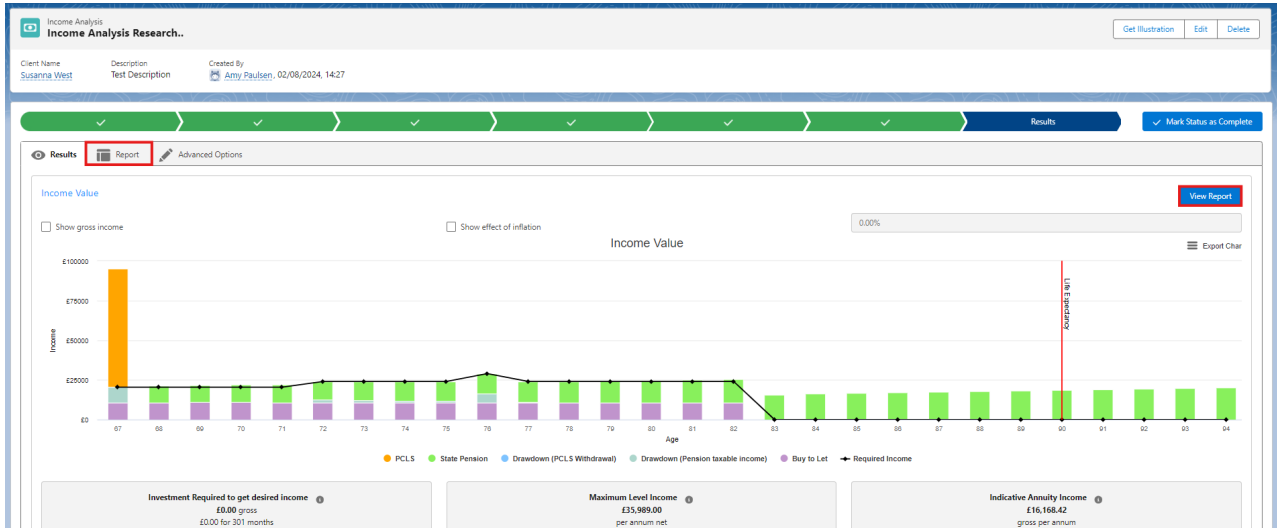 Income Analysis
Income Analysis Research..
Get Illustration Edit Delete
Client Name Description Created By
Susanna West Test Description Amy Paulsen, 02/08/2024, 14:27
Results Mark Status as Complete
Results Report Advanced Options
Income Value View Report
Show gross income Show effect of inflation 0.00%
Income Value
Export Char
£100000
£75000
£50000
£25000
£0
Income
Life Expectancy
67 68 69 70 71 72 73 74 75 76 77 78 79 80 81 82 83 84 85 86 87 88 89 90 91 92 93 94
Age
PCLS State Pension Drawdown (PCLS Withdrawal) Drawdown (Pension taxable income) Buy to Let Required Income
Investment Required to get desired income Maximum Level Income Indicative Annuity Income
£0.00 gross £35,989.00 £16,168.42
£0.00 for 301 months per annum net gross per annum